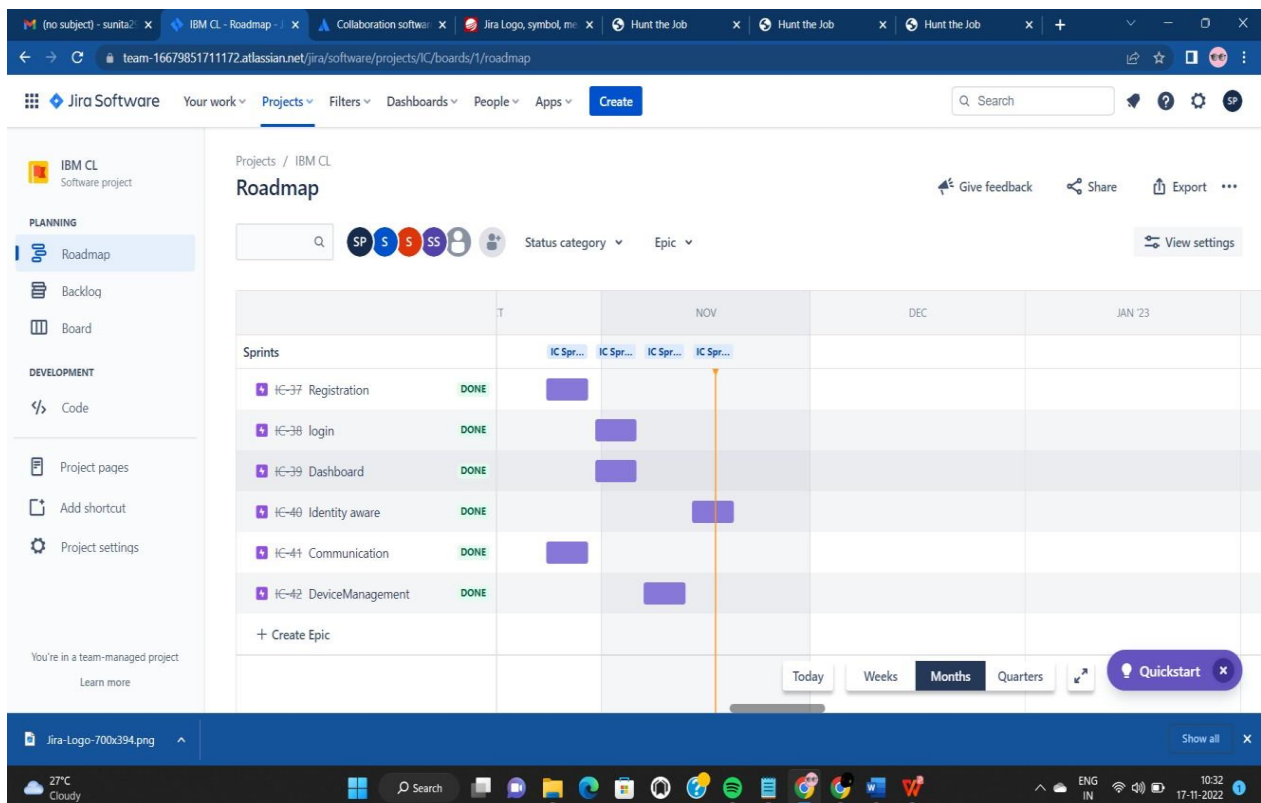 (no subject) - sunita2
IBM CL - Roadmap - J
Collaboration softwar
Jira Logo, symbol, me
Hunt the Job
Hunt the Job
Hunt the Job
team-16679851711172.atlassian.net/jira/software/projects/IC/boards/1/roadmap
Jira Software
Your work
Projects
Filters
Dashboards
People
Apps
Create
Search
SP
IBM CL
Software project
PLANNING
Roadmap
Backlog
Board
DEVELOPMENT
Code
Project pages
Add shortcut
Project settings
You're in a team-managed project
Learn more
Projects / IBM CL
Roadmap
Give feedback
Share
Export
SP S S SS
Status category
Epic
View settings
T NOV DEC JAN '23
Sprints IC Spr... IC Spr... IC Spr... IC Spr...
IC-37 Registration DONE
IC-38 login DONE
IC-39 Dashboard DONE
IC-40 Identity aware DONE
IC-41 Communication DONE
IC-42 DeviceManagement DONE
+ Create Epic
Today
Weeks
Months
Quarters
Quickstart
Jira-Logo-700x394.png
Show all
27°C
Cloudy
Search
ENG
IN
10:32
17-11-2022
1